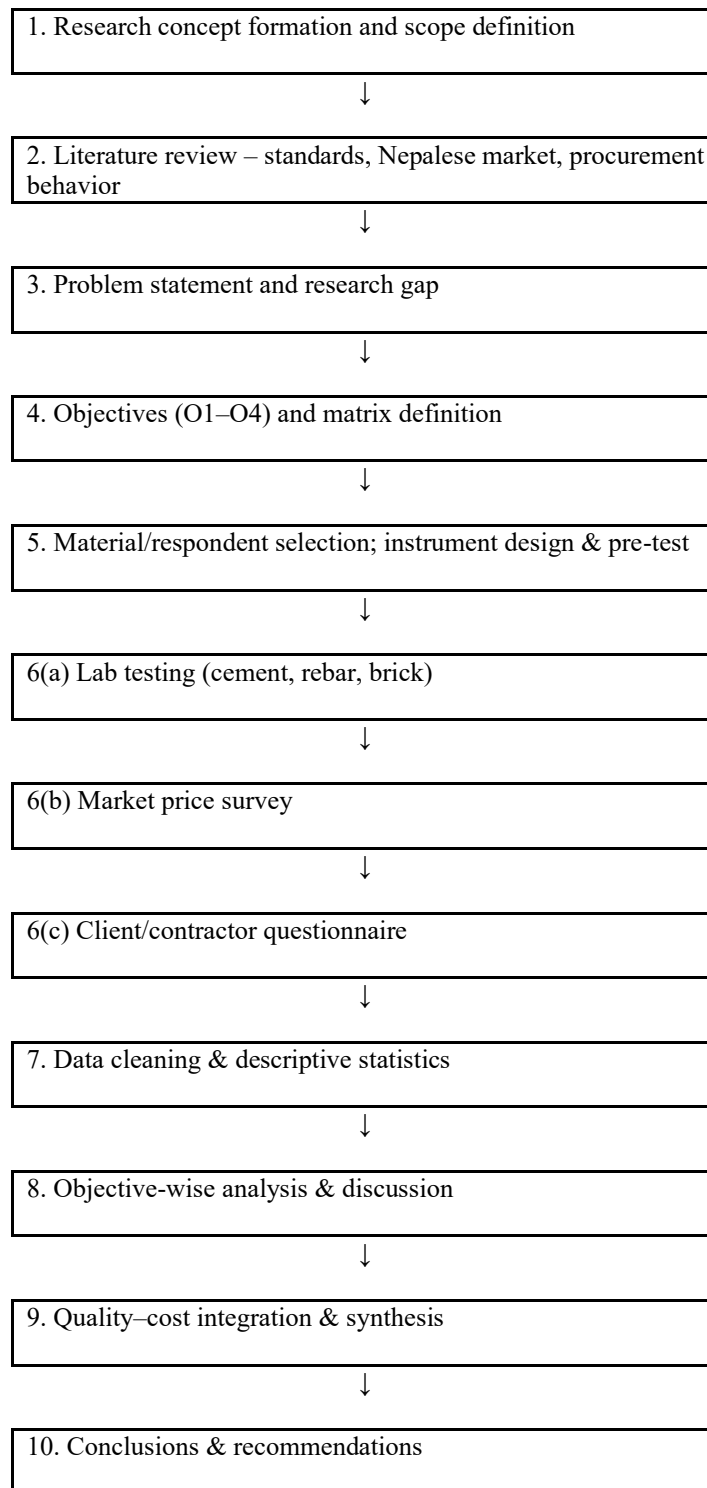 1. Research concept formation and scope definition
↓
2. Literature review – standards, Nepalese market, procurement
behavior
↓
3. Problem statement and research gap
↓
4. Objectives (O1–O4) and matrix definition
↓
5. Material/respondent selection; instrument design & pre-test
↓
6(a) Lab testing (cement, rebar, brick)
↓
6(b) Market price survey
↓
6(c) Client/contractor questionnaire
↓
7. Data cleaning & descriptive statistics
↓
8. Objective-wise analysis & discussion
↓
9. Quality–cost integration & synthesis
↓
10. Conclusions & recommendations